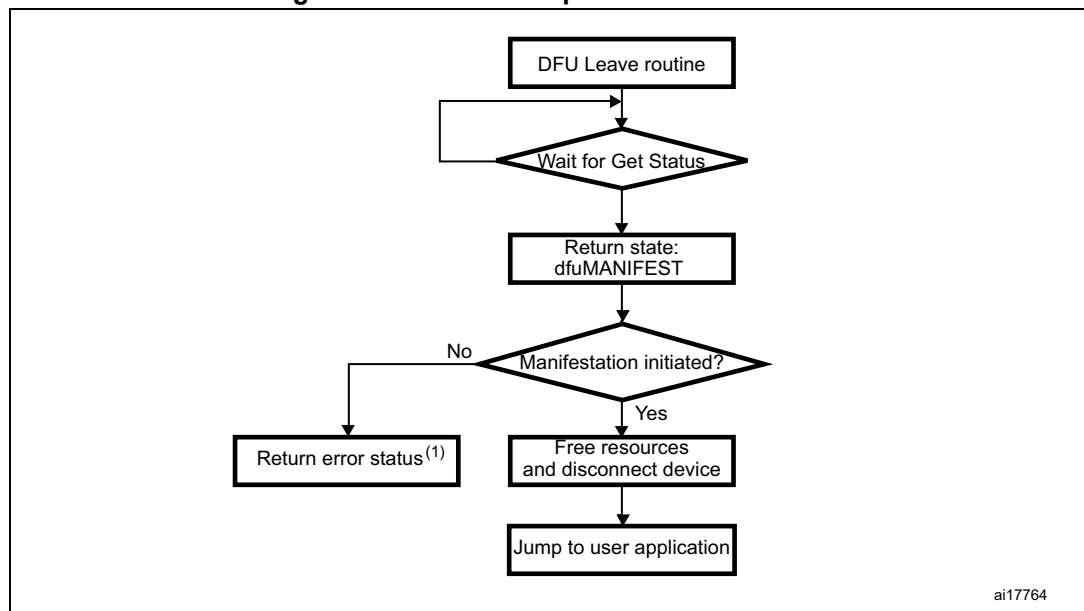 DFU Leave routine
Wait for Get Status
Return state:
dfuMANIFEST
No
Manifestation initiated?
Yes
Return error status(1)
Free resources
and disconnect device
Jump to user application
ai17764